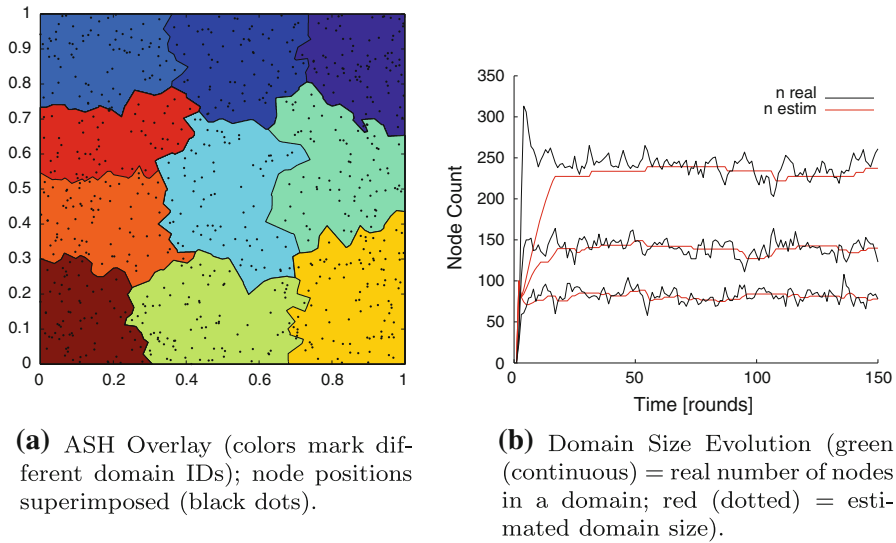 1
0.9
0.8
0.7
0.6
0.5
0.4
0.3
0.2
0.1
0
0 0.2 0.4 0.6 0.8 1
(a) ASH Overlay (colors mark dif-
ferent domain IDs); node positions
superimposed (black dots).
350
300
250
200
150
100
50
0
Node Count
n real
n estim
0 50 100 150
Time [rounds]
(b) Domain Size Evolution (green
(continuous) = real number of nodes
in a domain; red (dotted) = esti-
mated domain size).